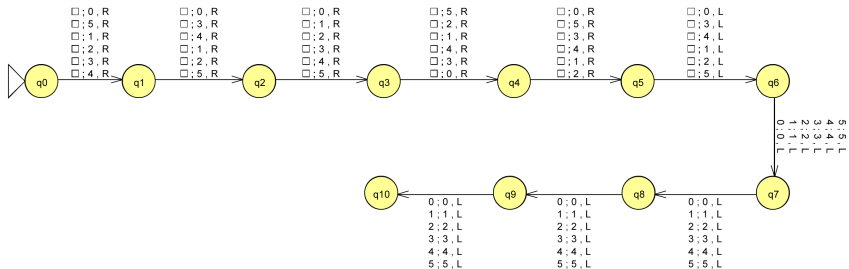 □;0,R □;0,R □;0,R □;5,R □;0,R □;0,L
□;5,R □;3,R □;1,R □;2,R □;5,R □;3,L
□;1,R □;4,R □;2,R □;1,R □;3,R □;4,L
□;2,R □;1,R □;3,R □;4,R □;4,R □;1,L
□;3,R □;2,R □;4,R □;3,R □;1,R □;2,L
□;4,R □;5,R □;5,R □;0,R □;2,R □;5,L
q0 q1 q2 q3 q4 q5 q6
5;5,L
4;4,L
3;3,L
2;2,L
1;1,L
0;0,L
q10 q9 q8 q7
0;0,L 0;0,L 0;0,L
1;1,L 1;1,L 1;1,L
2;2,L 2;2,L 2;2,L
3;3,L 3;3,L 3;3,L
4;4,L 4;4,L 4;4,L
5;5,L 5;5,L 5;5,L